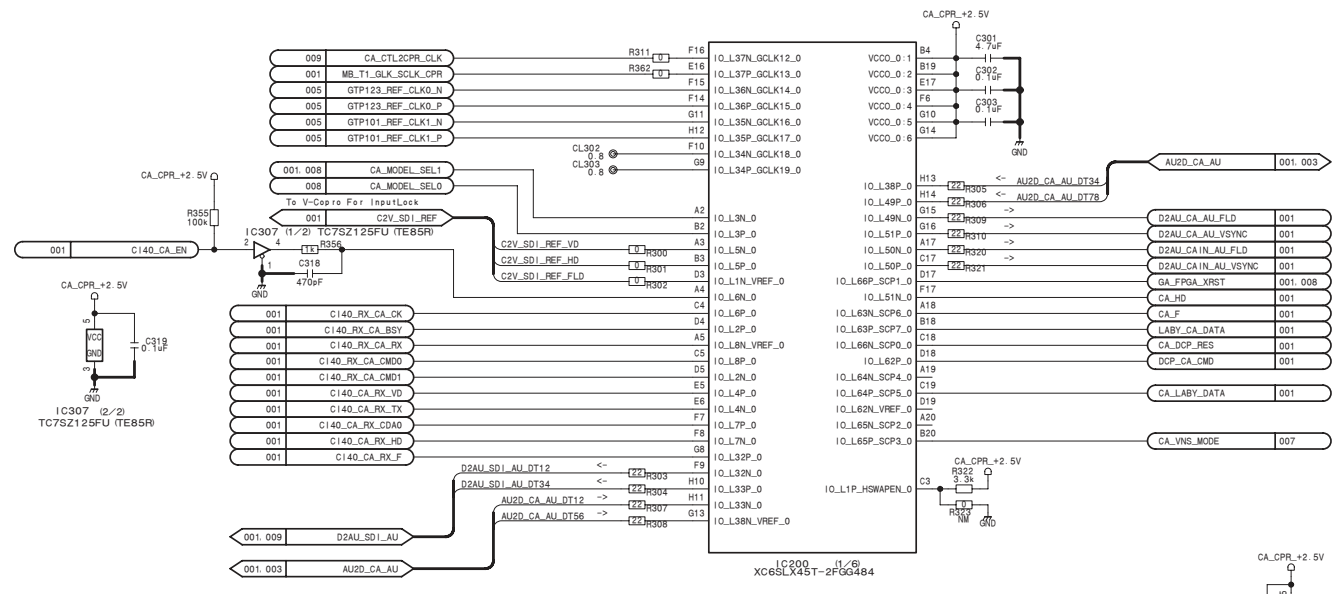 CA_CPR_+2.5V
009 CA_CTL2CPR_CLK
001 MB_T1_GLK_SCLK_CPR
005 GTP123_REF_CLK0_N
005 GTP123_REF_CLK0_P
005 GTP101_REF_CLK1_N
005 GTP101_REF_CLK1_P
R311 0
R362 0
CL302
0.8
CL303
0.8
001.008 CA_MODEL_SEL1
008 CA_MODEL_SEL0
To V-Copro For InputLock
001 C2V_SDI_REF
CA_CPR_+2.5V
R355
100k
001 CI40_CA_EN
IC307 (1/2) TC7SZ125FU (TE85R)
2 4 1
1k R356
C318
470pF
GND
C2V_SDI_REF_VD 0 R300
C2V_SDI_REF_HD 0 R301
C2V_SDI_REF_FLD 0 R302
CA_CPR_+2.5V
5
VCC
GND
3
C319
0.1uF
GND
IC307 (2/2)
TC7SZ125FU (TE85R)
001 CI40_RX_CA_CK
001 CI40_RX_CA_BSY
001 CI40_RX_CA_RX
001 CI40_RX_CA_CMD0
001 CI40_RX_CA_CMD1
001 CI40_CA_RX_VD
001 CI40_CA_RX_TX
001 CI40_RX_CA_CDA0
001 CI40_CA_RX_HD
001 CI40_CA_RX_F
D2AU_SDI_AU_DT12 <- 22 R303
D2AU_SDI_AU_DT34 <- 22 R304
AU2D_CA_AU_DT12 -> 22 R307
AU2D_CA_AU_DT56 -> 22 R308
001.009 D2AU_SDI_AU
001.003 AU2D_CA_AU
F16 IO_L37N_GCLK12_0
E16 IO_L37P_GCLK13_0
F15 IO_L36N_GCLK14_0
F14 IO_L36P_GCLK15_0
G11 IO_L35N_GCLK16_0
H12 IO_L35P_GCLK17_0
F10 IO_L34N_GCLK18_0
G9 IO_L34P_GCLK19_0
A2 IO_L3N_0
B2 IO_L3P_0
A3 IO_L5N_0
B3 IO_L5P_0
D3 IO_L1N_VREF_0
A4 IO_L6N_0
C4 IO_L6P_0
D4 IO_L2P_0
A5 IO_L8N_VREF_0
C5 IO_L8P_0
D5 IO_L2N_0
E5 IO_L4P_0
E6 IO_L4N_0
F7 IO_L7P_0
F8 IO_L7N_0
G8 IO_L32P_0
F9 IO_L32N_0
H10 IO_L33P_0
H11 IO_L33N_0
G13 IO_L38N_VREF_0
VCCO_0:1 B4
VCCO_0:2 B19
VCCO_0:3 E17
VCCO_0:4 F6
VCCO_0:5 G10
VCCO_0:6 G14
C301
4.7uF
C302
0.1uF
C303
0.1uF
GND
IO_L38P_0 H13 22 R305 <- AU2D_CA_AU_DT34
IO_L49P_0 H14 22 R306 <- AU2D_CA_AU_DT78
AU2D_CA_AU 001.003
IO_L49N_0 G15 22 R309 -> D2AU_CA_AU_FLD 001
IO_L51P_0 G16 22 R310 -> D2AU_CA_AU_VSYNC 001
IO_L50N_0 A17 22 R320 -> D2AU_CAIN_AU_FLD 001
IO_L50P_0 C17 22 R321 -> D2AU_CAIN_AU_VSYNC 001
IO_L66P_SCP1_0 D17 GA_FPGA_XRST 001.008
IO_L51N_0 F17 CA_HD 001
IO_L63N_SCP6_0 A18 CA_F 001
IO_L63P_SCP7_0 B18 LABY_CA_DATA 001
IO_L66N_SCP0_0 C18 CA_DCP_RES 001
IO_L62P_0 D18 DCP_CA_CMD 001
IO_L64N_SCP4_0 A19
IO_L64P_SCP5_0 C19 CA_LABY_DATA 001
IO_L62N_VREF_0 D19
IO_L65N_SCP2_0 A20
IO_L65P_SCP3_0 B20 CA_VNS_MODE 007
IO_L1P_HSWAPEN_0 C3
CA_CPR_+2.5V
R322
3.3k
0
R323
NM
GND
IC200 (1/6)
XC6SLX45T-2FGG484
CA_CPR_+2.5V